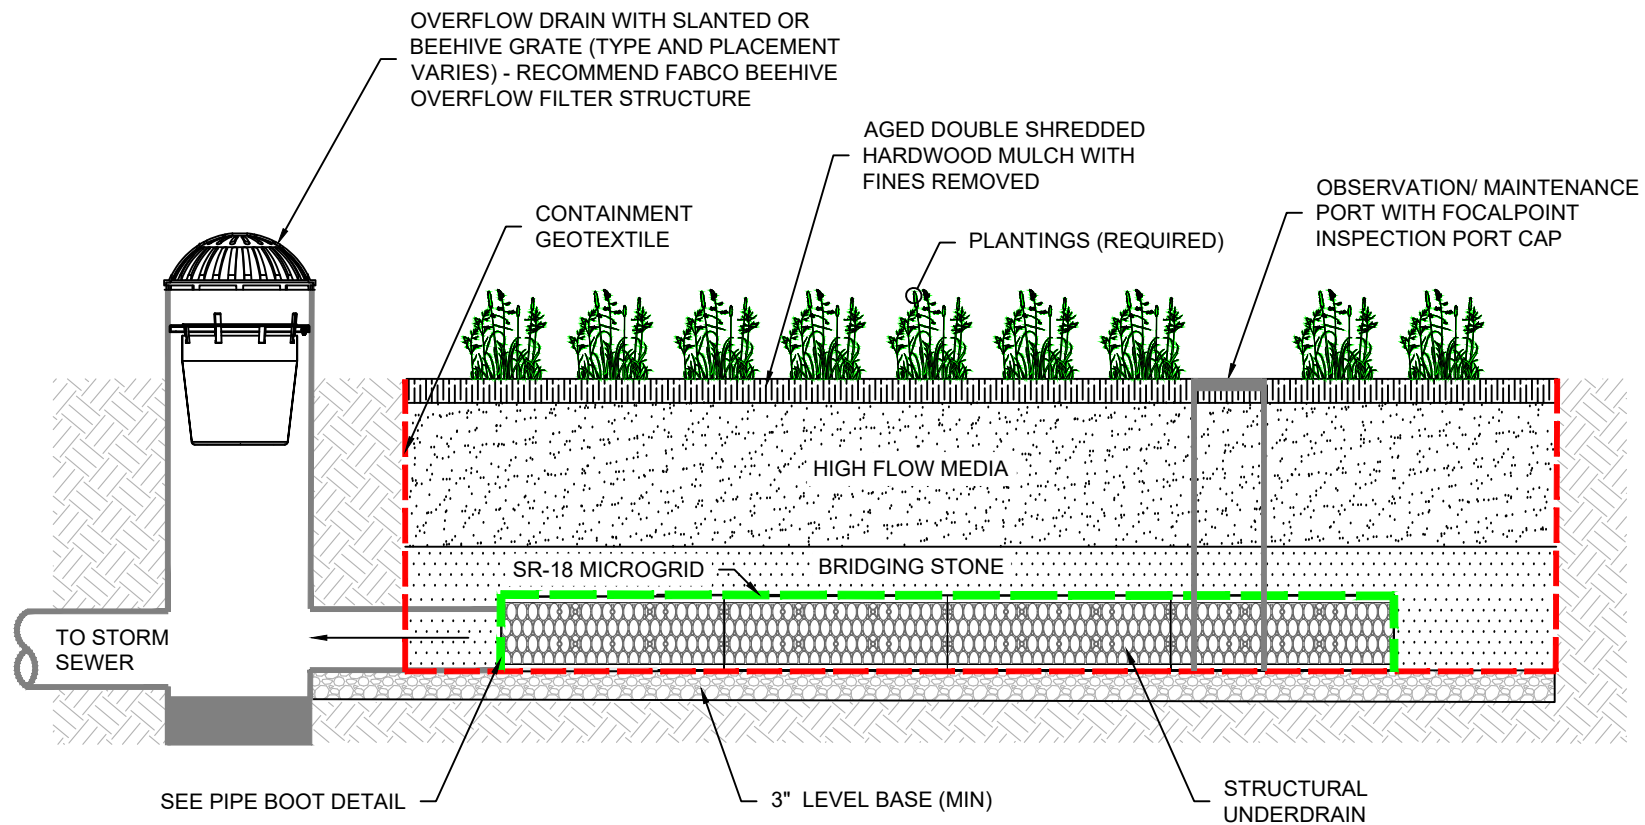 OVERFLOW DRAIN WITH SLANTED OR
BEEHIVE GRATE (TYPE AND PLACEMENT
VARIES) - RECOMMEND FABCO BEEHIVE
OVERFLOW FILTER STRUCTURE
AGED DOUBLE SHREDDED
HARDWOOD MULCH WITH
FINES REMOVED
OBSERVATION/ MAINTENANCE
PORT WITH FOCALPOINT
INSPECTION PORT CAP
CONTAINMENT
GEOTEXTILE
PLANTINGS (REQUIRED)
HIGH FLOW MEDIA
SR-18 MICROGRID
BRIDGING STONE
TO STORM
SEWER
SEE PIPE BOOT DETAIL
3" LEVEL BASE (MIN)
STRUCTURAL
UNDERDRAIN